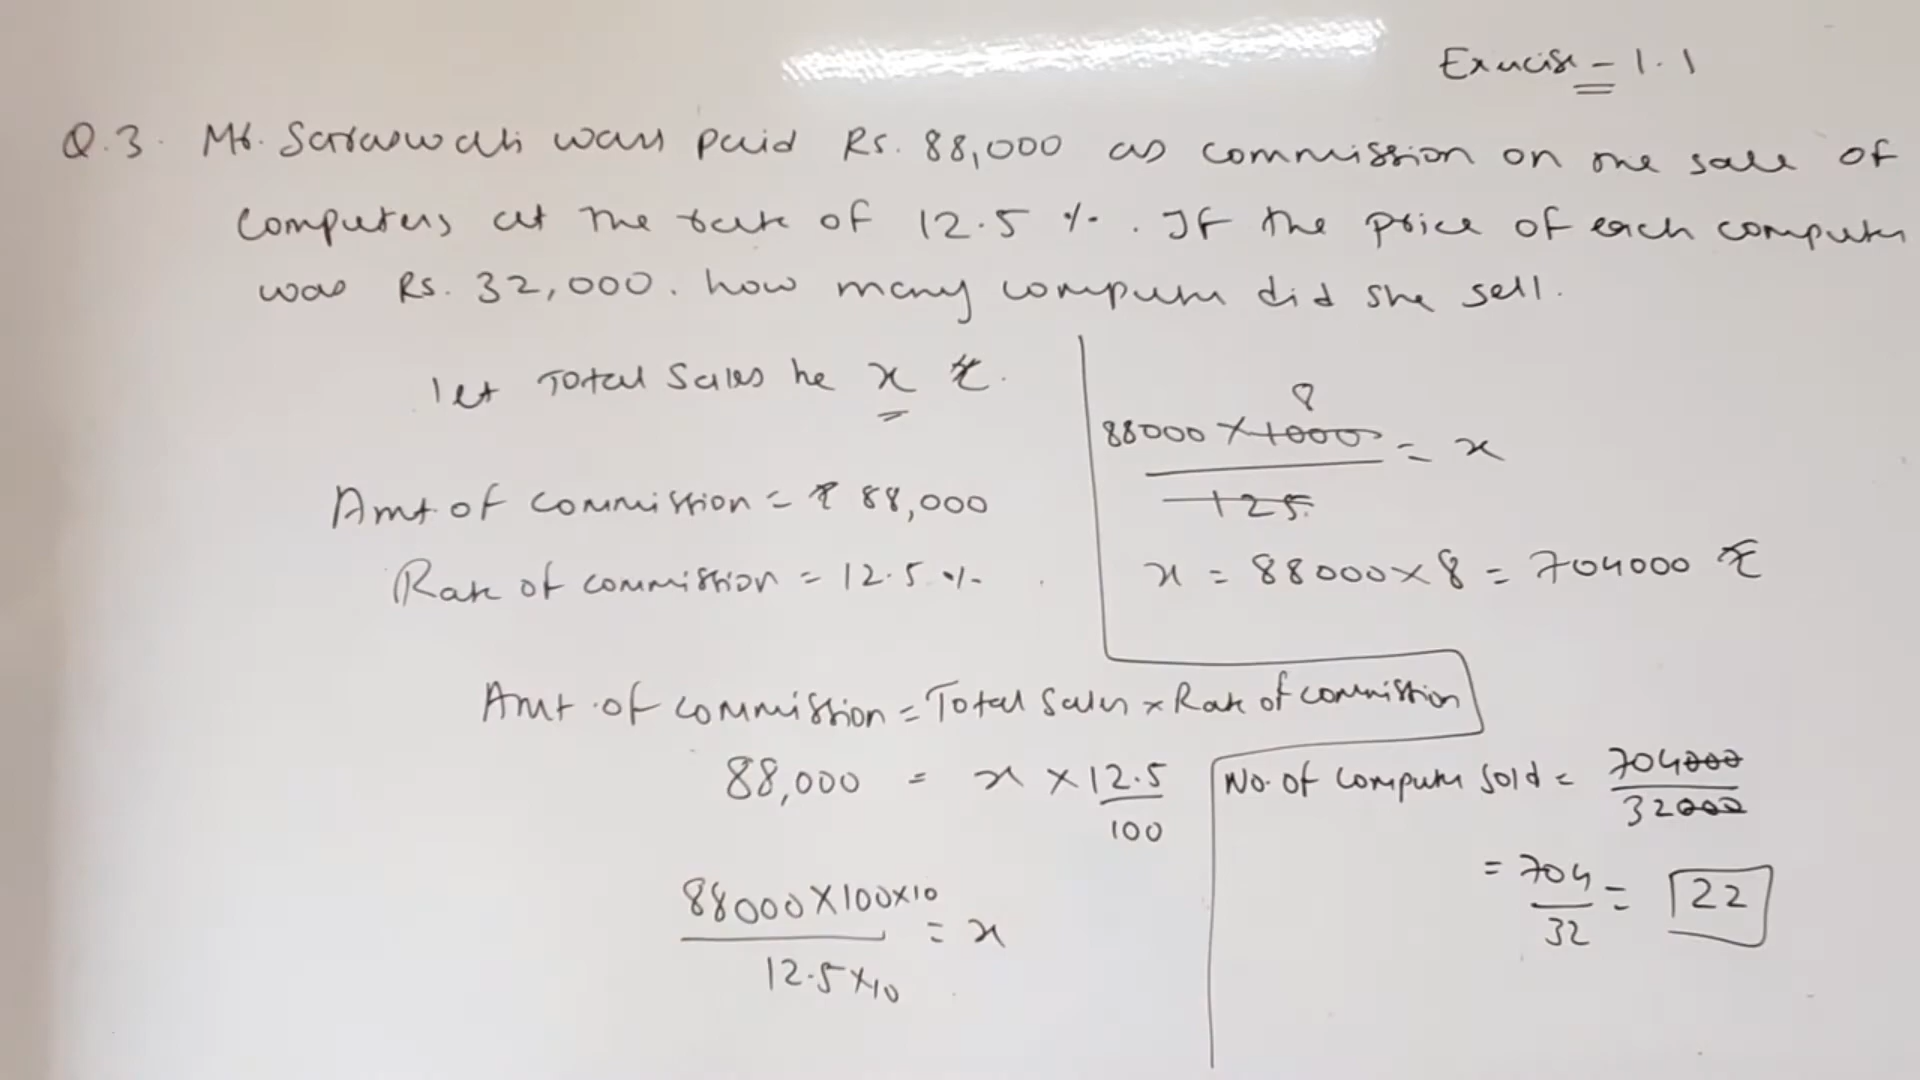 Exercise - 1.1
Q.3. Mr. Saraswati was paid Rs. 88,000 as commission on the sale of
computers at the rate of 12.5 %. If the price of each computer
was Rs. 32,000. how many computer did she sell.
let Total Sales be x ₹.
Amt of commission = ₹ 88,000
Rate of commission = 12.5 %
Amt. of commission = Total Sales × Rate of commission
88,000 = x × 12.5
100
88000 × 100 × 10 = x
12.5 × 10
8
88000 × 1000 = x
125
x = 88000 × 8 = 704000 ₹
No. of computer sold = 704000
32000
= 704 = 22
32